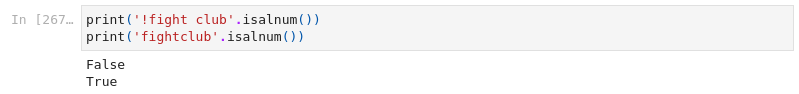 In [267…
print('!fight club'.isalnum())
print('fightclub'.isalnum())
False
True